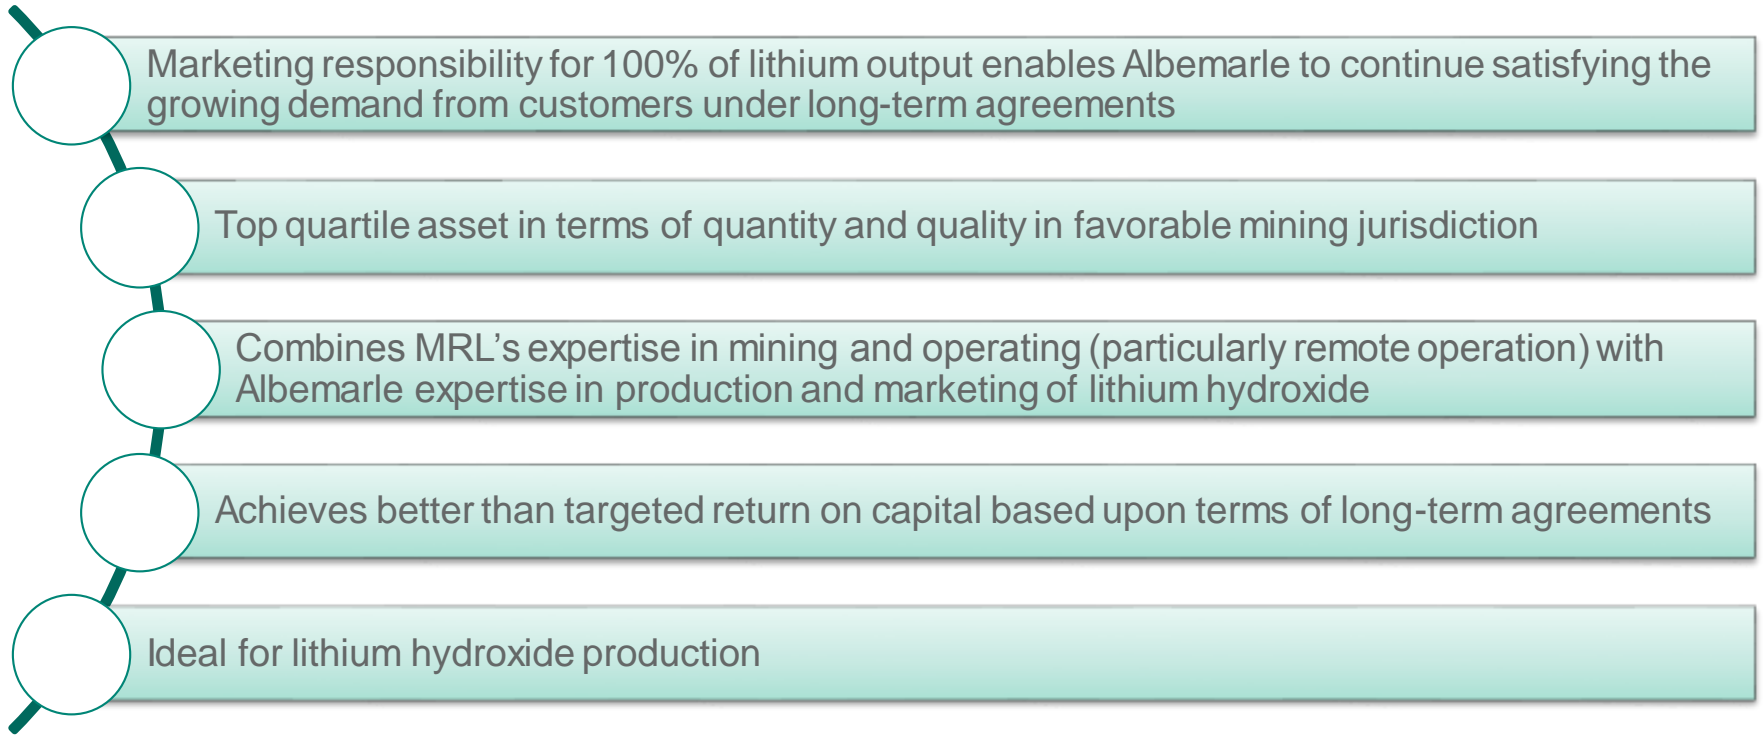 Marketing responsibility for 100% of lithium output enables Albemarle to continue satisfying the
growing demand from customers under long-term agreements
Top quartile asset in terms of quantity and quality in favorable mining jurisdiction
Combines MRL’s expertise in mining and operating (particularly remote operation) with
Albemarle expertise in production and marketing of lithium hydroxide
Achieves better than targeted return on capital based upon terms of long-term agreements
Ideal for lithium hydroxide production